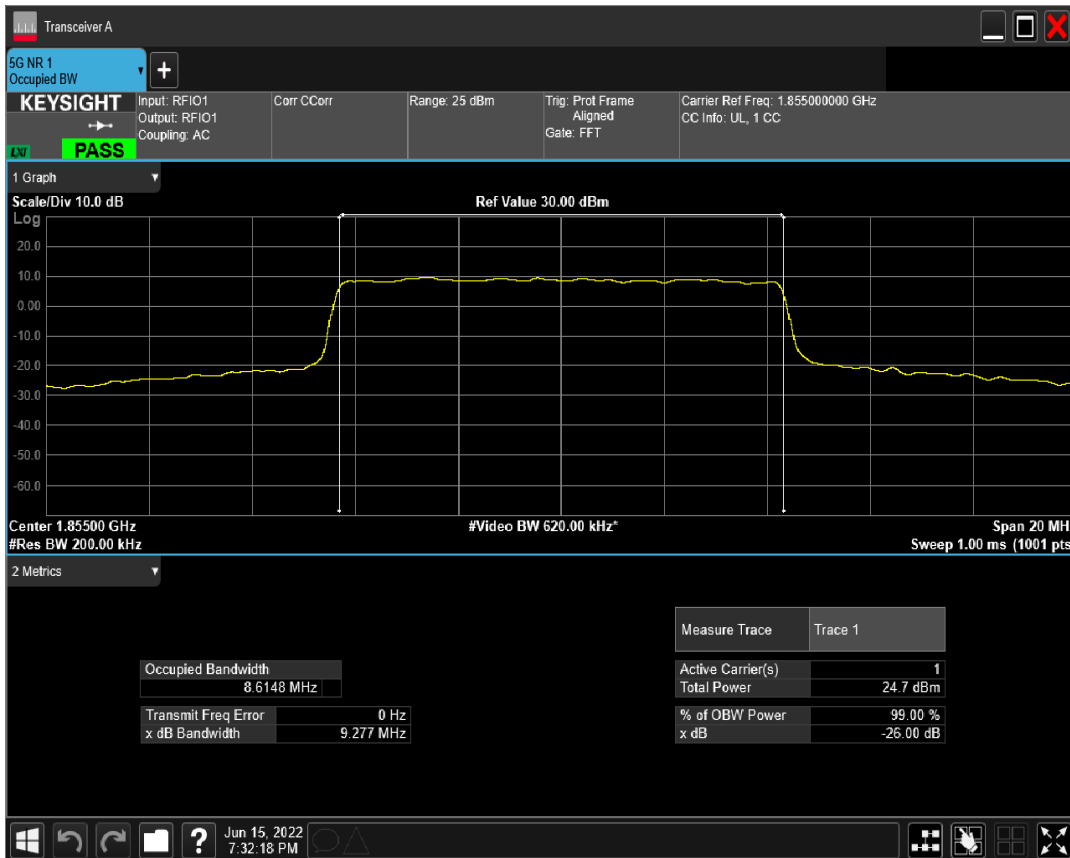 Transceiver A
5G NR 1
Occupied BW
+
KEYSIGHT
LXI
PASS
Input: RFIO1
Output: RFIO1
Coupling: AC
Corr CCorr
Range: 25 dBm
Trig: Prot Frame
Aligned
Gate: FFT
Carrier Ref Freq: 1.855000000 GHz
CC Info: UL, 1 CC
1 Graph
Scale/Div 10.0 dB
Ref Value 30.00 dBm
Log
20.0
10.0
0.00
-10.0
-20.0
-30.0
-40.0
-50.0
-60.0
Center 1.85500 GHz
#Video BW 620.00 kHz*
Span 20 MH
#Res BW 200.00 kHz
Sweep 1.00 ms (1001 pts
2 Metrics
Measure Trace Trace 1
Occupied Bandwidth
8.6148 MHz
Active Carrier(s) 1
Total Power 24.7 dBm
Transmit Freq Error 0 Hz
x dB Bandwidth 9.277 MHz
% of OBW Power 99.00 %
x dB -26.00 dB
?
Jun 15, 2022
7:32:18 PM